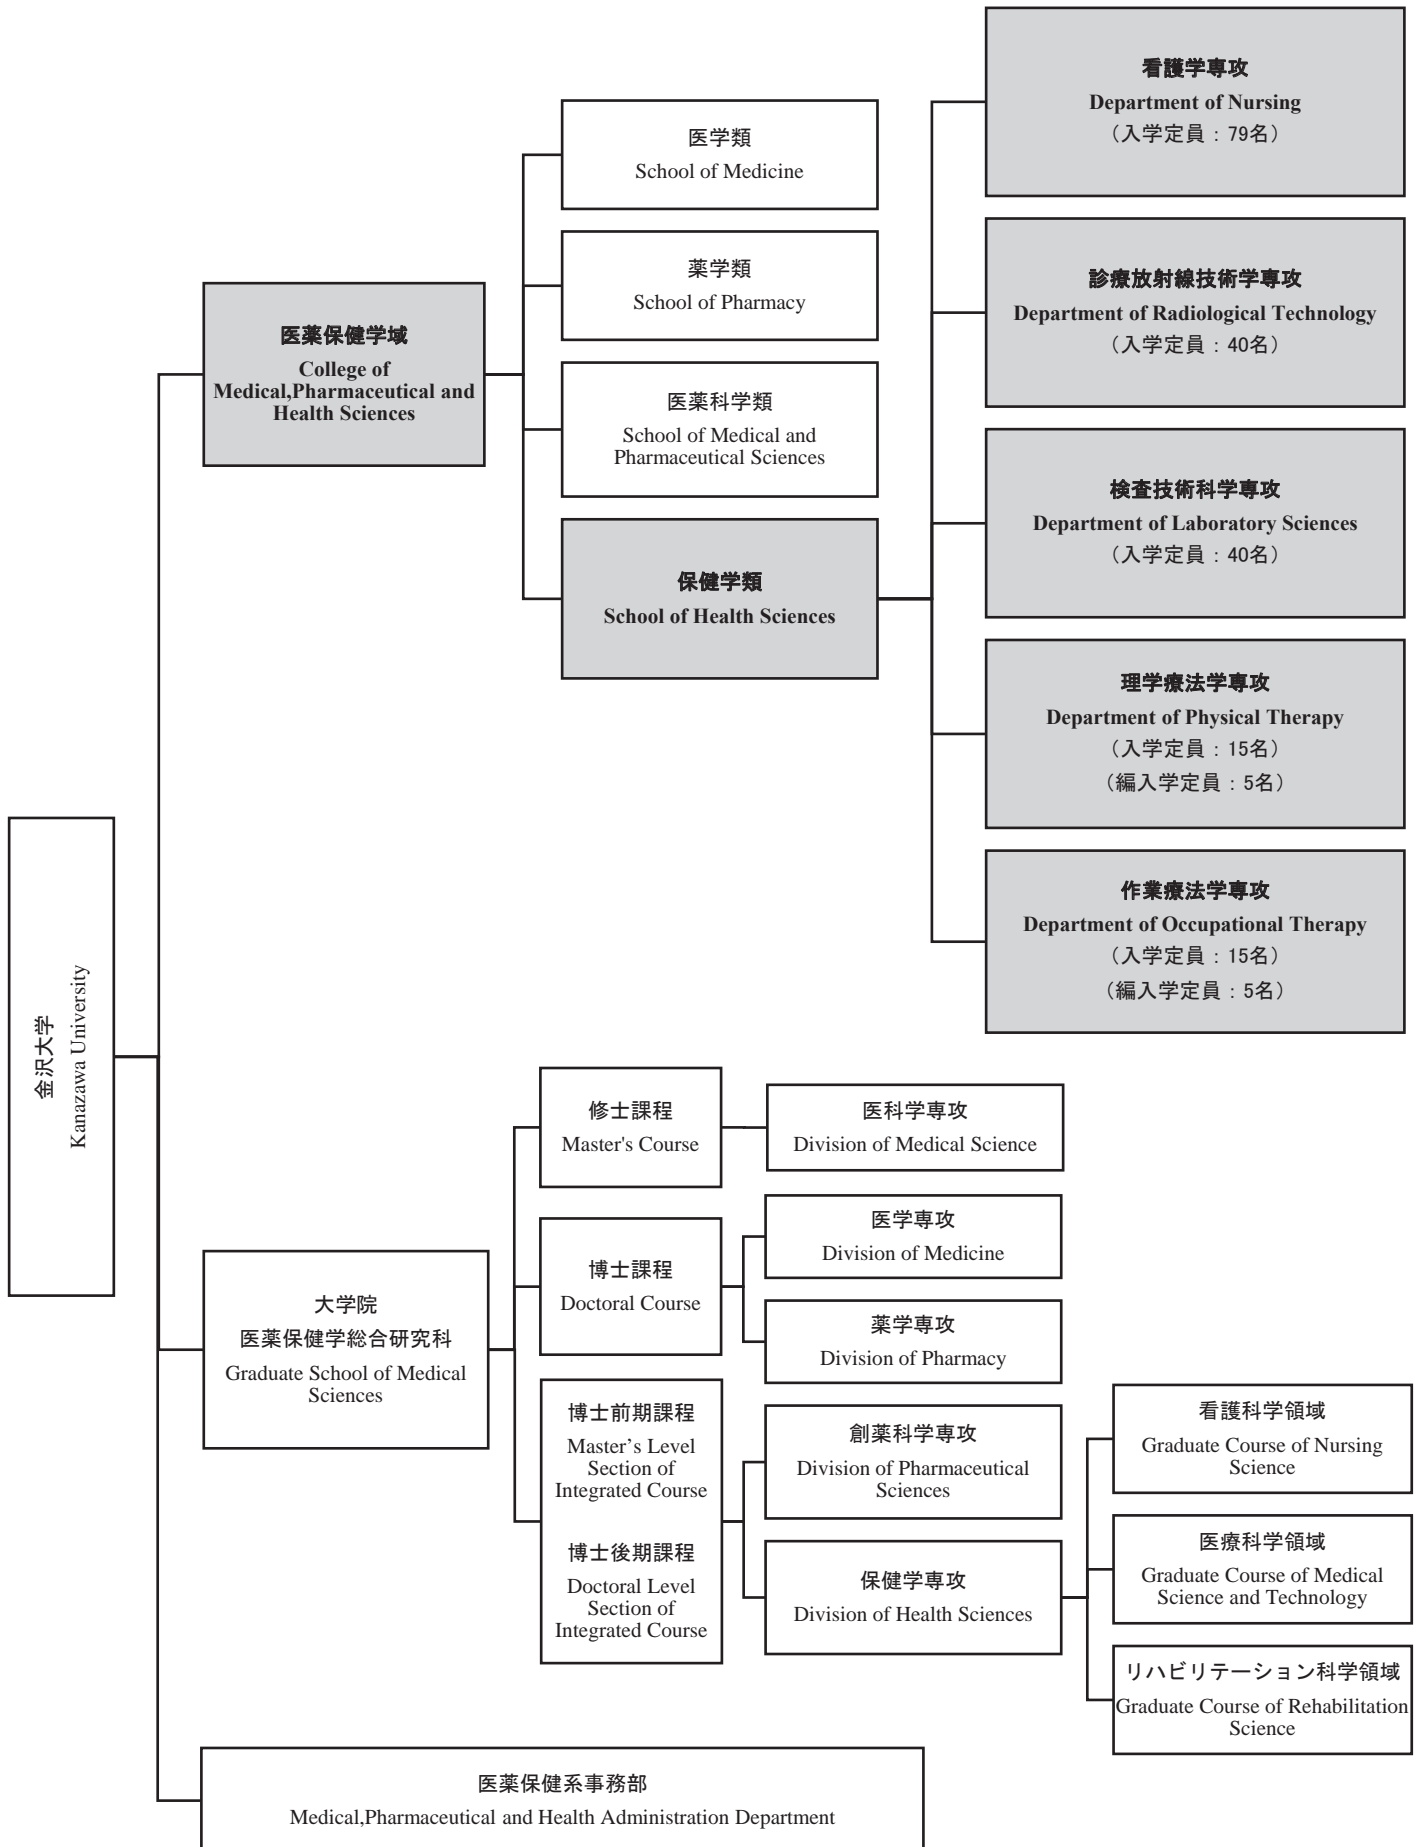 金沢大学
Kanazawa University
医薬保健学域
College of
Medical,Pharmaceutical and
Health Sciences
医学類
School of Medicine
薬学類
School of Pharmacy
医薬科学類
School of Medical and
Pharmaceutical Sciences
保健学類
School of Health Sciences
看護学専攻
Department of Nursing
（入学定員：79名）
診療放射線技術学専攻
Department of Radiological Technology
（入学定員：40名）
検査技術科学専攻
Department of Laboratory Sciences
（入学定員：40名）
理学療法学専攻
Department of Physical Therapy
（入学定員：15名）
（編入学定員：5名）
作業療法学専攻
Department of Occupational Therapy
（入学定員：15名）
（編入学定員：5名）
大学院
医薬保健学総合研究科
Graduate School of Medical
Sciences
修士課程
Master's Course
医科学専攻
Division of Medical Science
博士課程
Doctoral Course
医学専攻
Division of Medicine
薬学専攻
Division of Pharmacy
博士前期課程
Master’s Level
Section of
Integrated Course
博士後期課程
Doctoral Level
Section of
Integrated Course
創薬科学専攻
Division of Pharmaceutical
Sciences
保健学専攻
Division of Health Sciences
看護科学領域
Graduate Course of Nursing
Science
医療科学領域
Graduate Course of Medical
Science and Technology
リハビリテーション科学領域
Graduate Course of Rehabilitation
Science
医薬保健系事務部
Medical,Pharmaceutical and Health Administration Department